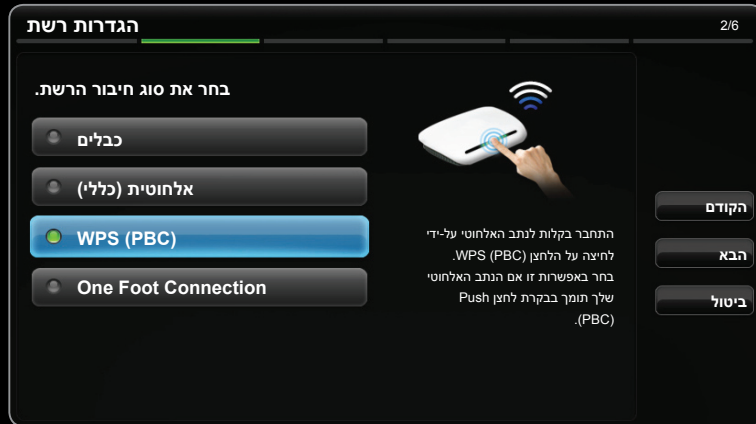 הגדרות רשת
2/6
בחר את סוג חיבור הרשת.
כבלים
אלחוטית (כללי)
WPS (PBC)
One Foot Connection
התחבר בקלות לנתב האלחוטי על-ידי
לחיצה על הלחצן WPS (PBC).
בחר באפשרות זו אם הנתב האלחוטי
שלך תומך בבקרת לחצן Push
(PBC).
הקודם
הבא
ביטול